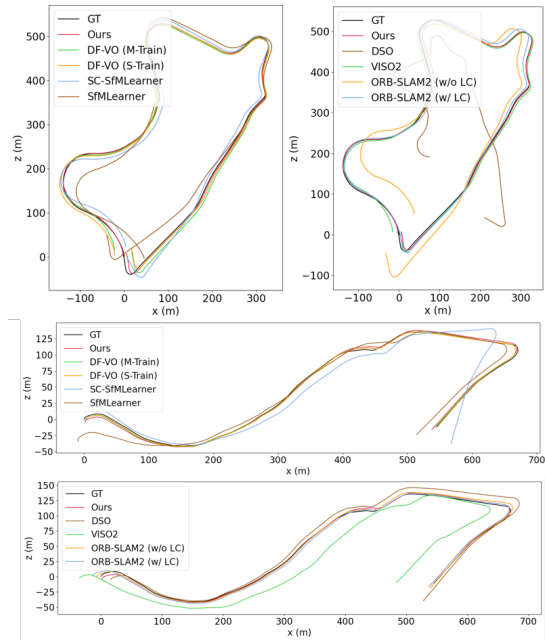 500
400
300
200
100
0
z (m)
GT
Ours
DF-VO (M-Train)
DF-VO (S-Train)
SC-SfMLearner
SfMLearner
−100
0
100
200
300
x (m)
500
400
300
200
100
0
−100
z (m)
GT
Ours
DSO
VISO2
ORB-SLAM2 (w/o LC)
ORB-SLAM2 (w/ LC)
−100
0
100
200
300
x (m)
125
100
75
50
25
0
−25
−50
z (m)
GT
Ours
DF-VO (M-Train)
DF-VO (S-Train)
SC-SfMLearner
SfMLearner
0
100
200
300
400
500
600
700
x (m)
150
125
100
75
50
25
0
−25
−50
z (m)
GT
Ours
DSO
VISO2
ORB-SLAM2 (w/o LC)
ORB-SLAM2 (w/ LC)
0
100
200
300
400
500
600
700
x (m)